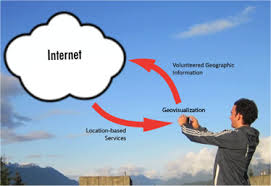 Internet
Volunteered Geographic
Information
Geovisualization
Location-based
Services